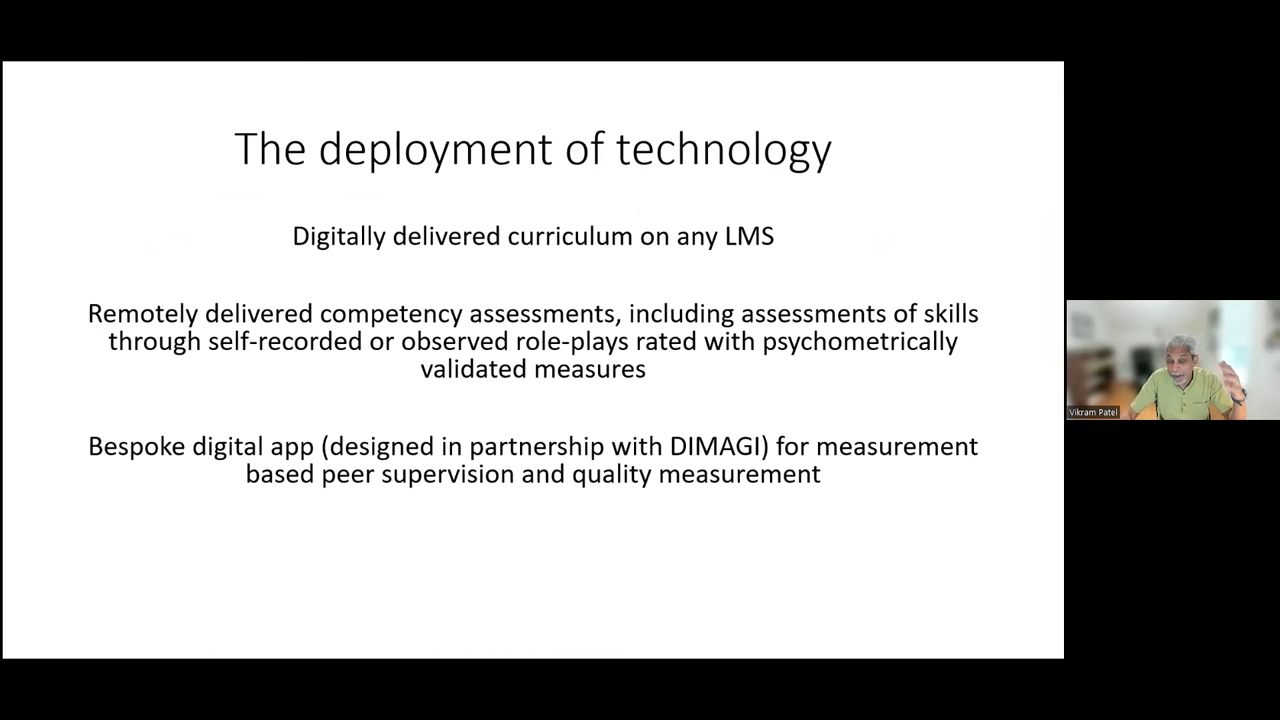 The deployment of technology
Digitally delivered curriculum on any LMS
Remotely delivered competency assessments, including assessments of skills
through self-recorded or observed role-plays rated with psychometrically
validated measures
Bespoke digital app (designed in partnership with DIMAGI) for measurement
based peer supervision and quality measurement
Vikram Patel